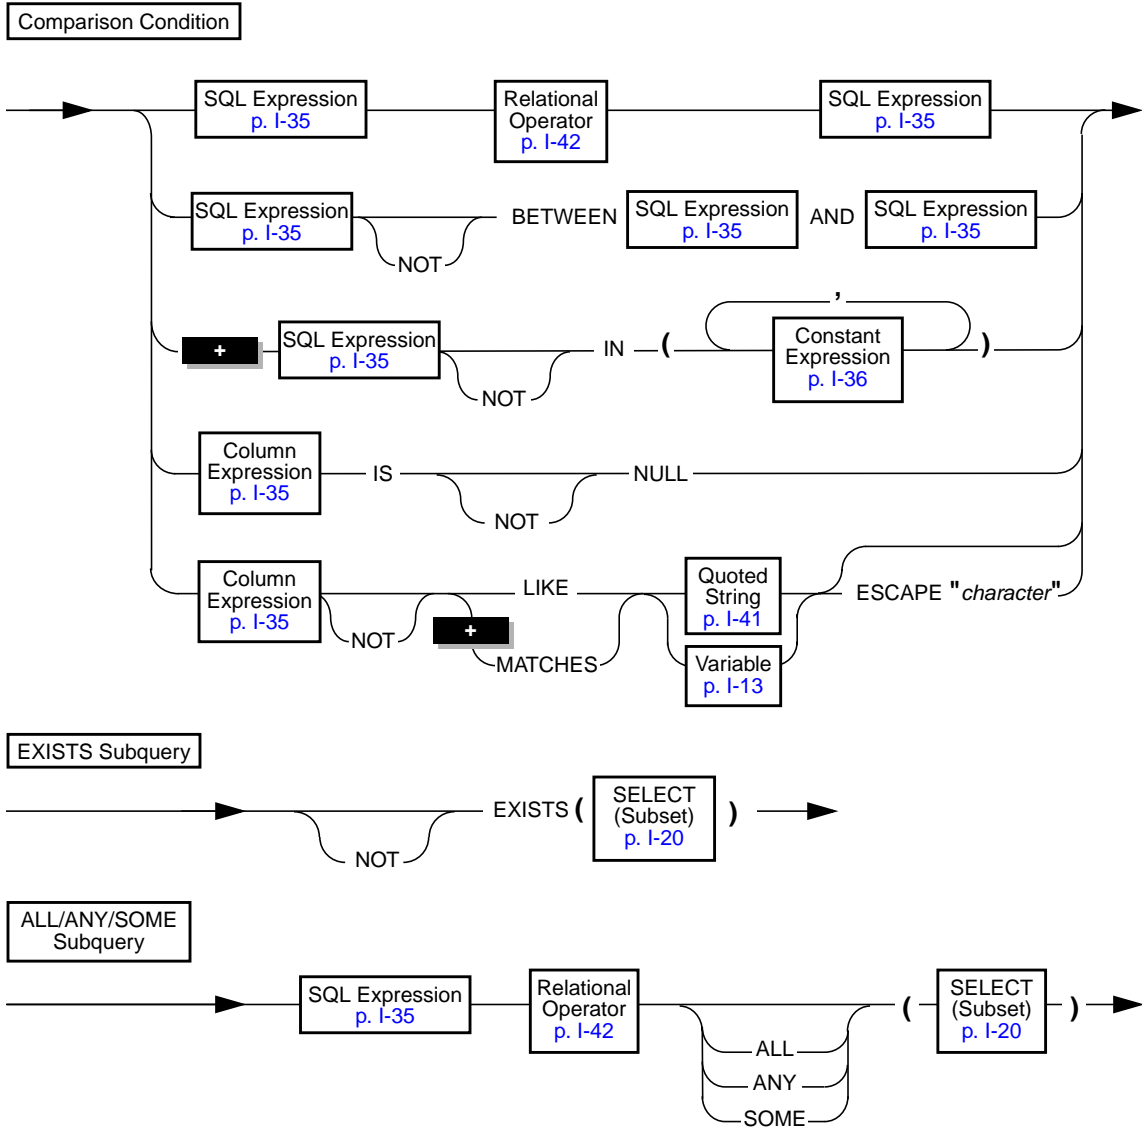 Comparison Condition
SQL Expression
p. I-35
Relational
Operator
p. I-42
SQL Expression
p. I-35
SQL Expression
p. I-35
NOT
BETWEEN
SQL Expression
p. I-35
AND
SQL Expression
p. I-35
+
SQL Expression
p. I-35
NOT
IN
(
,
Constant
Expression
p. I-36
)
Column
Expression
p. I-35
IS
NOT
NULL
Column
Expression
p. I-35
NOT
LIKE
+
MATCHES
Quoted
String
p. I-41
Variable
p. I-13
ESCAPE "character"
EXISTS Subquery
NOT
EXISTS (
SELECT
(Subset)
p. I-20
)
ALL/ANY/SOME
Subquery
SQL Expression
p. I-35
Relational
Operator
p. I-42
ALL
ANY
SOME
(
SELECT
(Subset)
p. I-20
)